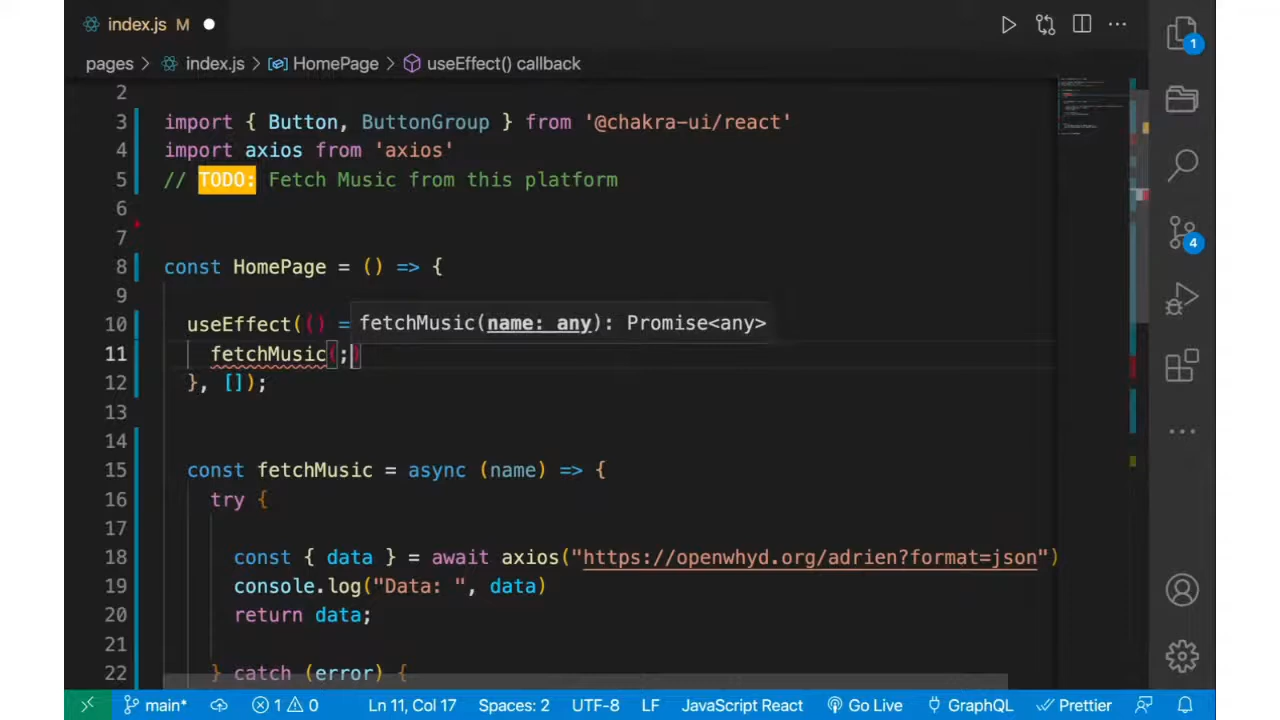 index.js M
1
pages > index.js > HomePage > useEffect() callback
2
3 import { Button, ButtonGroup } from '@chakra-ui/react'
4 import axios from 'axios'
5 // TODO: Fetch Music from this platform
6
7
4
8 const HomePage = () => {
9
10 useEffect(() =
fetchMusic(name: any): Promise<any>
11 fetchMusic(;)
12 }, []);
13
14
15 const fetchMusic = async (name) => {
16 try {
17
18 const { data } = await axios("https://openwhyd.org/adrien?format=json")
19 console.log("Data: ", data)
20 return data;
21
22 } catch (error) {
main* 1 0 Ln 11, Col 17 Spaces: 2 UTF-8 LF JavaScript React Go Live GraphQL Prettier